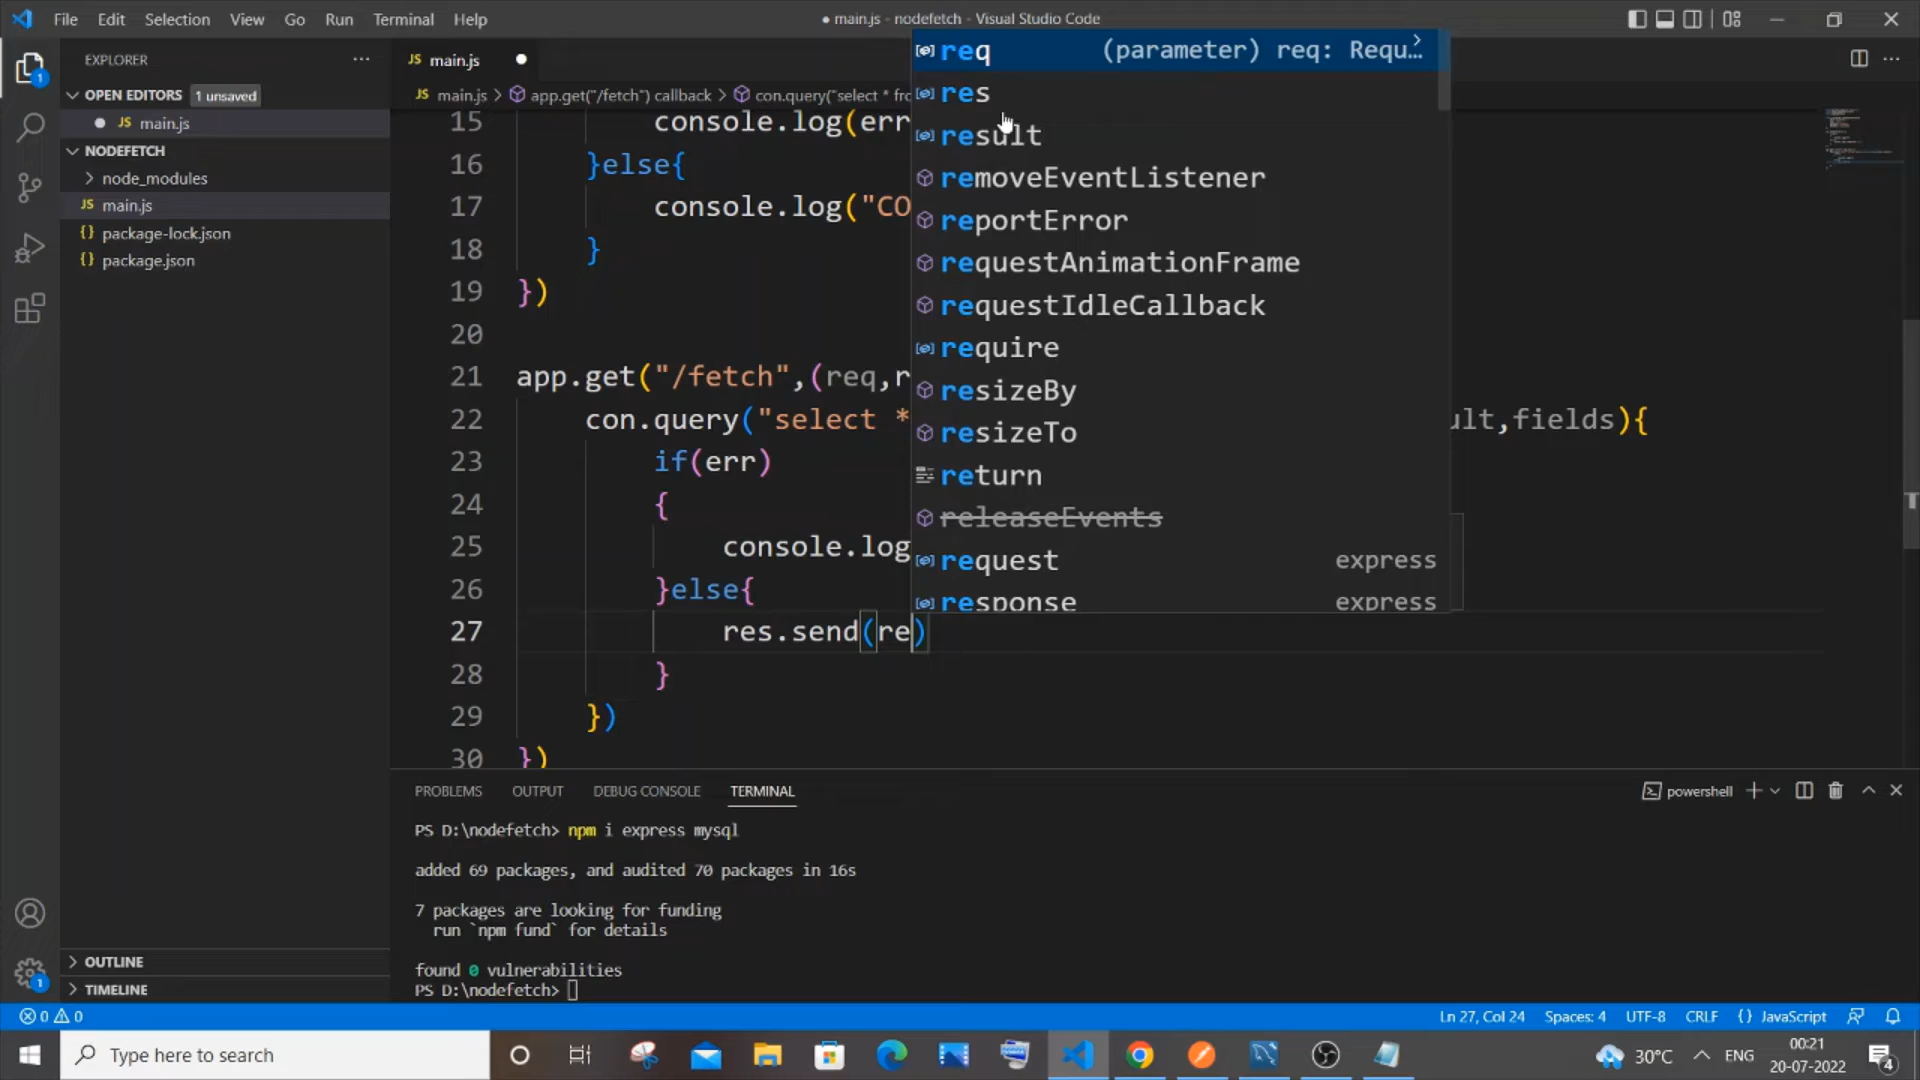 File Edit Selection View Go Run Terminal Help
● main.js - nodefetch - Visual Studio Code
EXPLORER
OPEN EDITORS 1 unsaved
JS main.js
NODEFETCH
node_modules
JS main.js
{} package-lock.json
{} package.json
OUTLINE
TIMELINE
JS main.js
JS main.js > app.get("/fetch") callback > con.query("select * fro
15 console.log(err
16 }else{
17 console.log("CO
18 }
19 })
20
21 app.get("/fetch",(req,r
22 con.query("select * ult,fields){
23 if(err)
24 {
25 console.log
26 }else{
27 res.send(re)
28 }
29 })
30 })
req (parameter) req: Requ…
res
result
removeEventListener
reportError
requestAnimationFrame
requestIdleCallback
require
resizeBy
resizeTo
return
releaseEvents
request express
response express
PROBLEMS OUTPUT DEBUG CONSOLE TERMINAL
powershell
PS D:\nodefetch> npm i express mysql
added 69 packages, and audited 70 packages in 16s
7 packages are looking for funding
run `npm fund` for details
found 0 vulnerabilities
PS D:\nodefetch>
0 0
Ln 27, Col 24 Spaces: 4 UTF-8 CRLF {} JavaScript
Type here to search
30°C ENG
00:21
20-07-2022
4